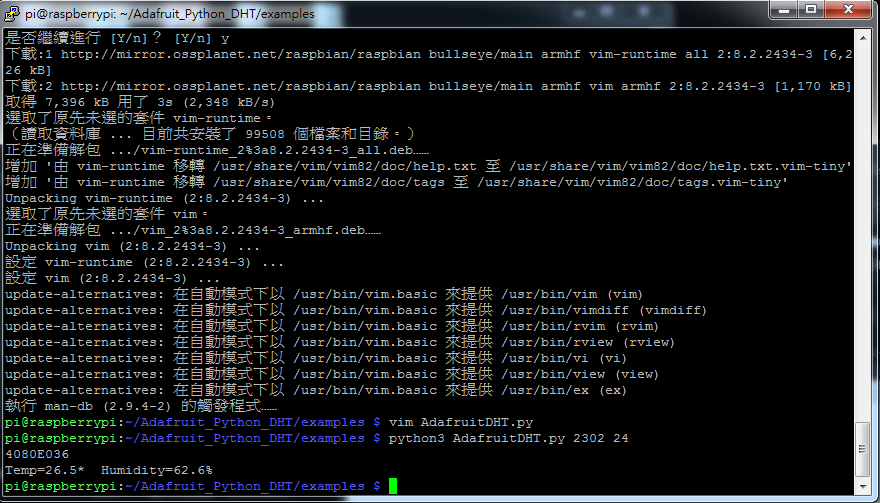 pi@raspberrypi: ~/Adafruit_Python_DHT/examples
是否繼續進行 [Y/n]？ [Y/n] y
下載:1 http://mirror.ossplanet.net/raspbian/raspbian bullseye/main armhf vim-runtime all 2:8.2.2434-3 [6,2
26 kB]
下載:2 http://mirror.ossplanet.net/raspbian/raspbian bullseye/main armhf vim armhf 2:8.2.2434-3 [1,170 kB]
取得 7,396 kB 用了 3s (2,348 kB/s)
選取了原先未選的套件 vim-runtime。
（讀取資料庫 ... 目前共安裝了 99508 個檔案和目錄。）
正在準備解包 .../vim-runtime_2%3a8.2.2434-3_all.deb……
增加 '由 vim-runtime 移轉 /usr/share/vim/vim82/doc/help.txt 至 /usr/share/vim/vim82/doc/help.txt.vim-tiny'
增加 '由 vim-runtime 移轉 /usr/share/vim/vim82/doc/tags 至 /usr/share/vim/vim82/doc/tags.vim-tiny'
Unpacking vim-runtime (2:8.2.2434-3) ...
選取了原先未選的套件 vim。
正在準備解包 .../vim_2%3a8.2.2434-3_armhf.deb……
Unpacking vim (2:8.2.2434-3) ...
設定 vim-runtime (2:8.2.2434-3) ...
設定 vim (2:8.2.2434-3) ...
update-alternatives: 在自動模式下以 /usr/bin/vim.basic 來提供 /usr/bin/vim (vim)
update-alternatives: 在自動模式下以 /usr/bin/vim.basic 來提供 /usr/bin/vimdiff (vimdiff)
update-alternatives: 在自動模式下以 /usr/bin/vim.basic 來提供 /usr/bin/rvim (rvim)
update-alternatives: 在自動模式下以 /usr/bin/vim.basic 來提供 /usr/bin/rview (rview)
update-alternatives: 在自動模式下以 /usr/bin/vim.basic 來提供 /usr/bin/vi (vi)
update-alternatives: 在自動模式下以 /usr/bin/vim.basic 來提供 /usr/bin/view (view)
update-alternatives: 在自動模式下以 /usr/bin/vim.basic 來提供 /usr/bin/ex (ex)
執行 man-db (2.9.4-2) 的觸發程式……
pi@raspberrypi:~/Adafruit_Python_DHT/examples $ vim AdafruitDHT.py
pi@raspberrypi:~/Adafruit_Python_DHT/examples $ python3 AdafruitDHT.py 2302 24
4080E036
Temp=26.5*  Humidity=62.6%
pi@raspberrypi:~/Adafruit_Python_DHT/examples $